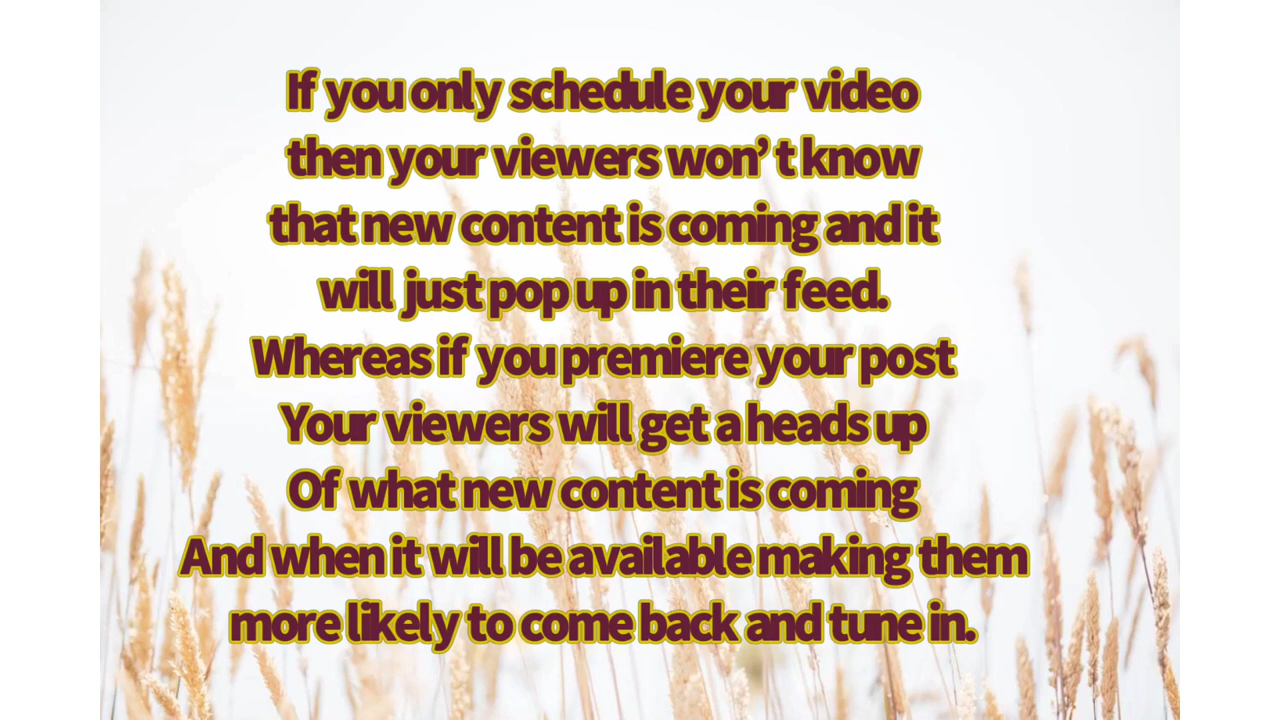 If you only schedule your video
then your viewers won’t know
that new content is coming and it
will just pop up in their feed.
Whereas if you premiere your post
Your viewers will get a heads up
Of what new content is coming
And when it will be available making them
more likely to come back and tune in.